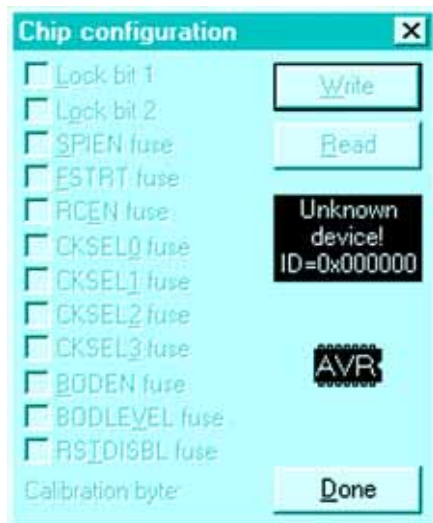 Chip configuration
Lock bit 1
Lock bit 2
SPIEN fuse
FSTRT fuse
RCEN fuse
CKSEL0 fuse
CKSEL1 fuse
CKSEL2 fuse
CKSEL3 fuse
BODEN fuse
BODLEVEL fuse
RSTDISBL fuse
Calibration byte:
Write
Read
Unknown
device!
ID=0x000000
AVR
Done